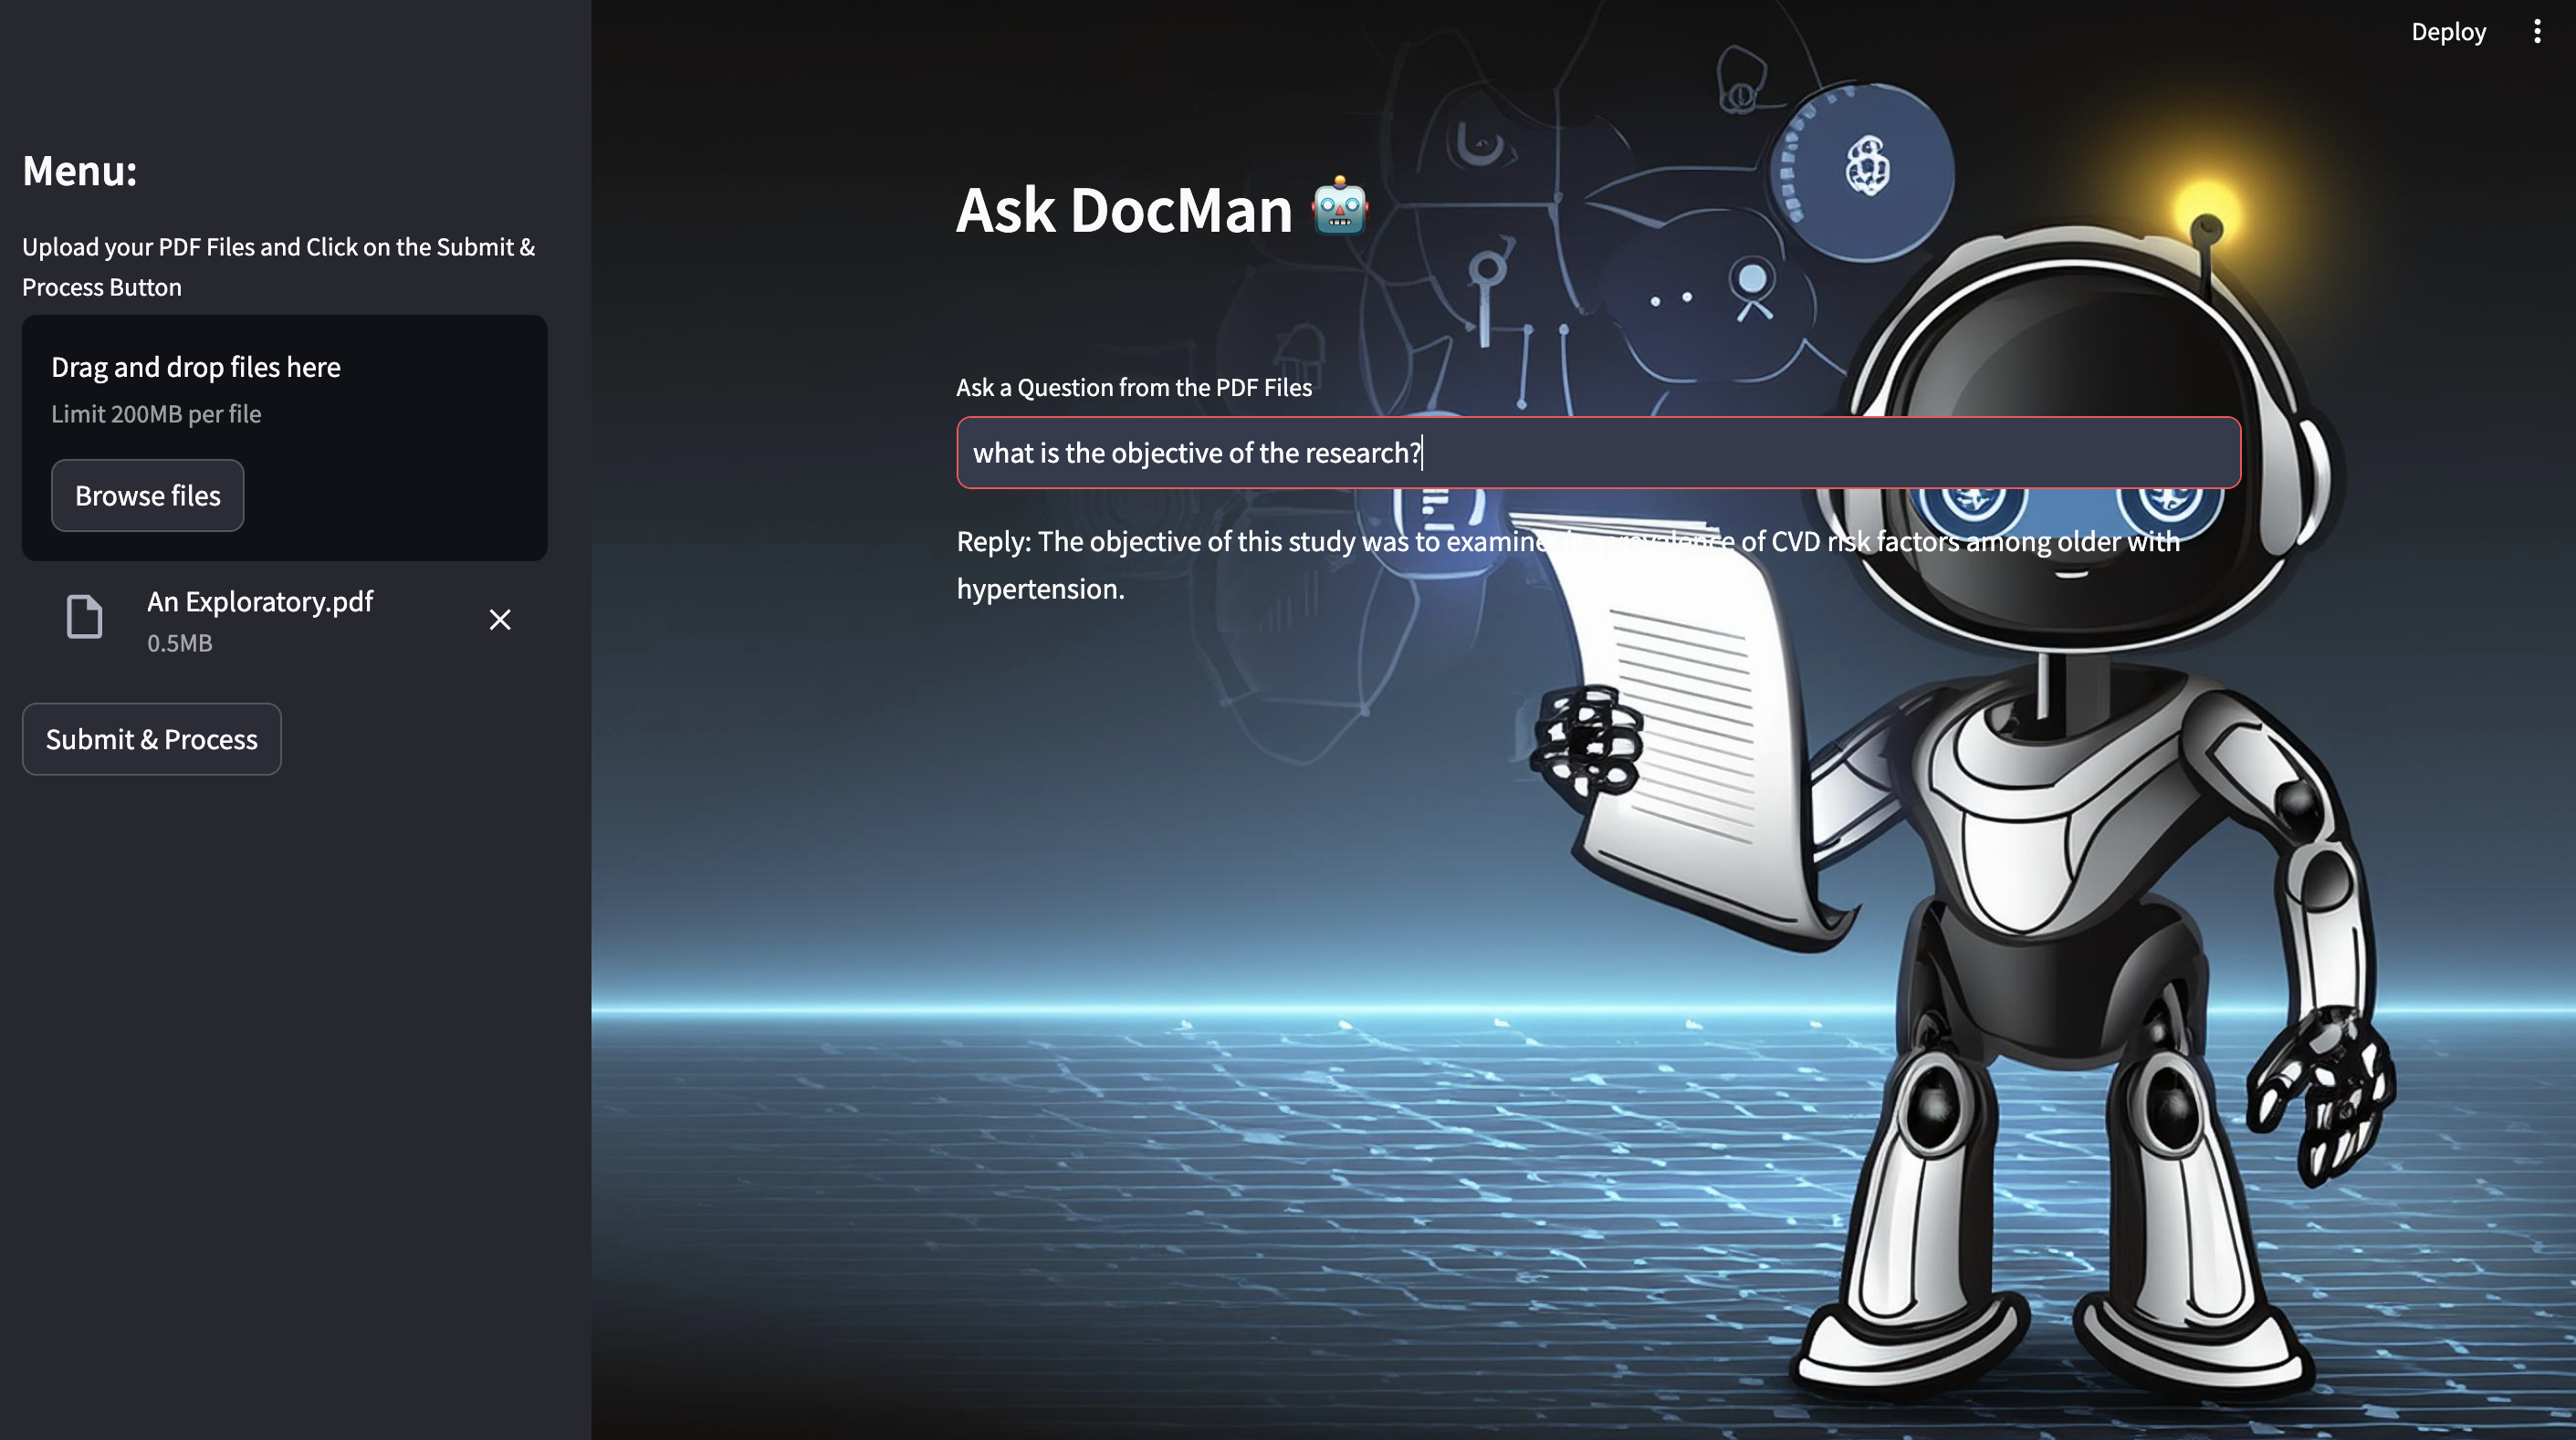 Deploy
Menu:
Upload your PDF Files and Click on the Submit &
Process Button
Drag and drop files here
Limit 200MB per file
Browse files
An Exploratory.pdf
0.5MB
Submit & Process
Ask DocMan
Ask a Question from the PDF Files
what is the objective of the research?
Reply: The objective of this study was to examine the prevalence of CVD risk factors among older with
hypertension.